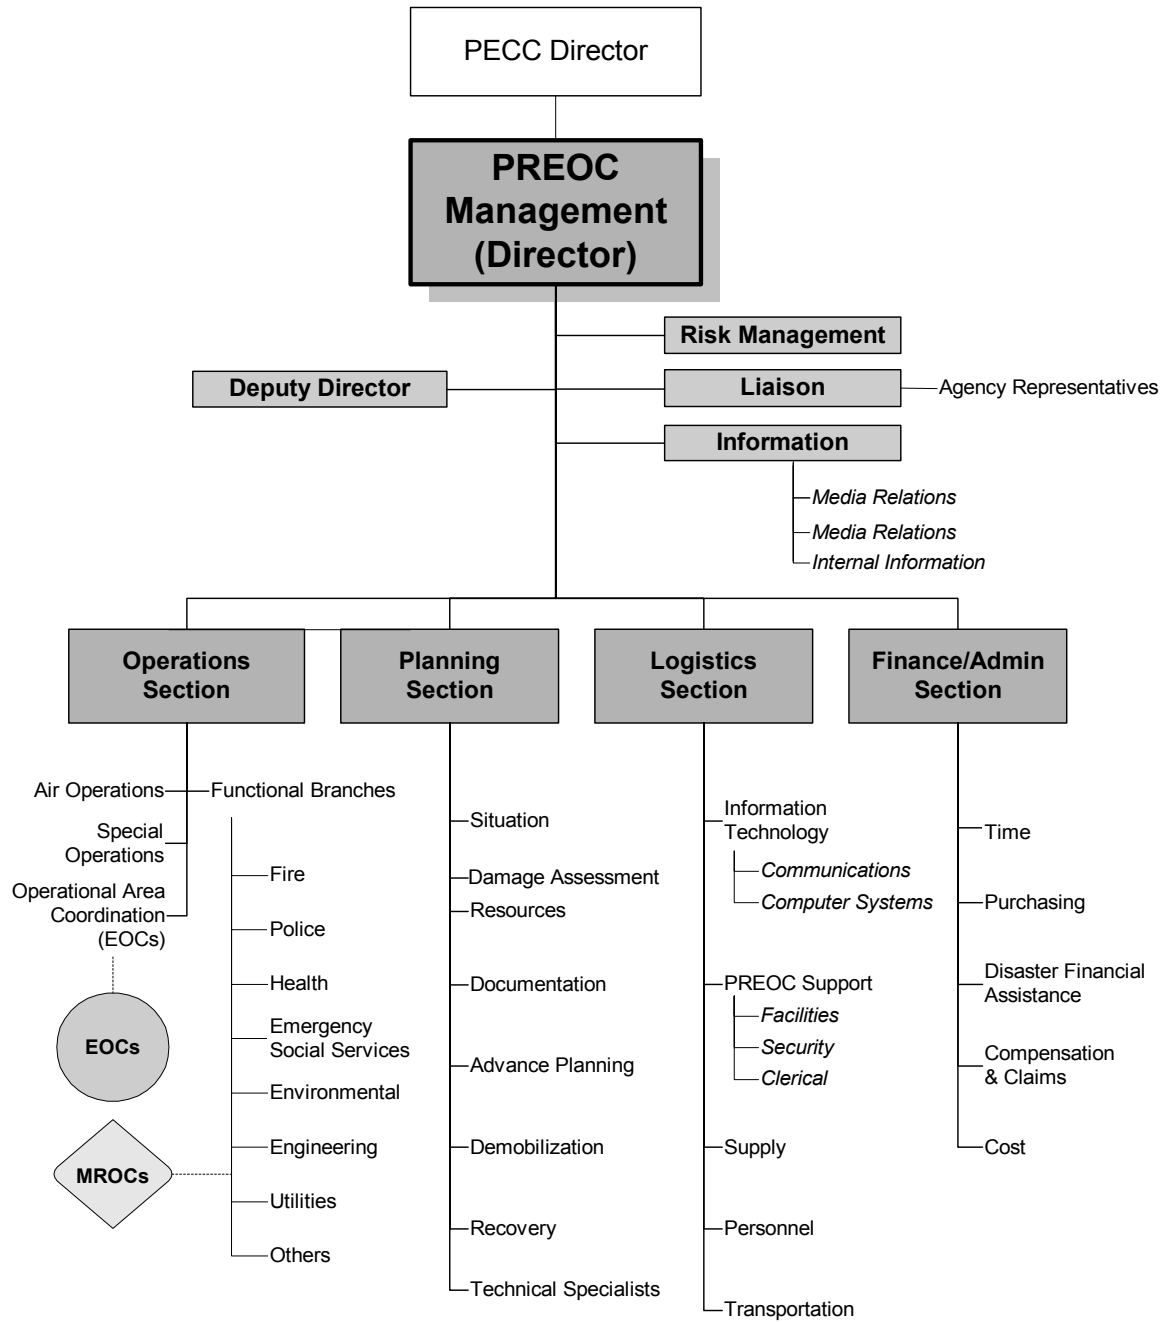 PECC Director
PREOC
Management
(Director)
Risk Management
Deputy Director
Liaison
Agency Representatives
Information
Media Relations
Media Relations
Internal Information
Operations
Section
Planning
Section
Logistics
Section
Finance/Admin
Section
Air Operations
Special
Operations
Operational Area
Coordination
(EOCs)
EOCs
MROCs
Functional Branches
Fire
Police
Health
Emergency
Social Services
Environmental
Engineering
Utilities
Others
Situation
Damage Assessment
Resources
Documentation
Advance Planning
Demobilization
Recovery
Technical Specialists
Information
Technology
Communications
Computer Systems
PREOC Support
Facilities
Security
Clerical
Supply
Personnel
Transportation
Time
Purchasing
Disaster Financial
Assistance
Compensation
& Claims
Cost